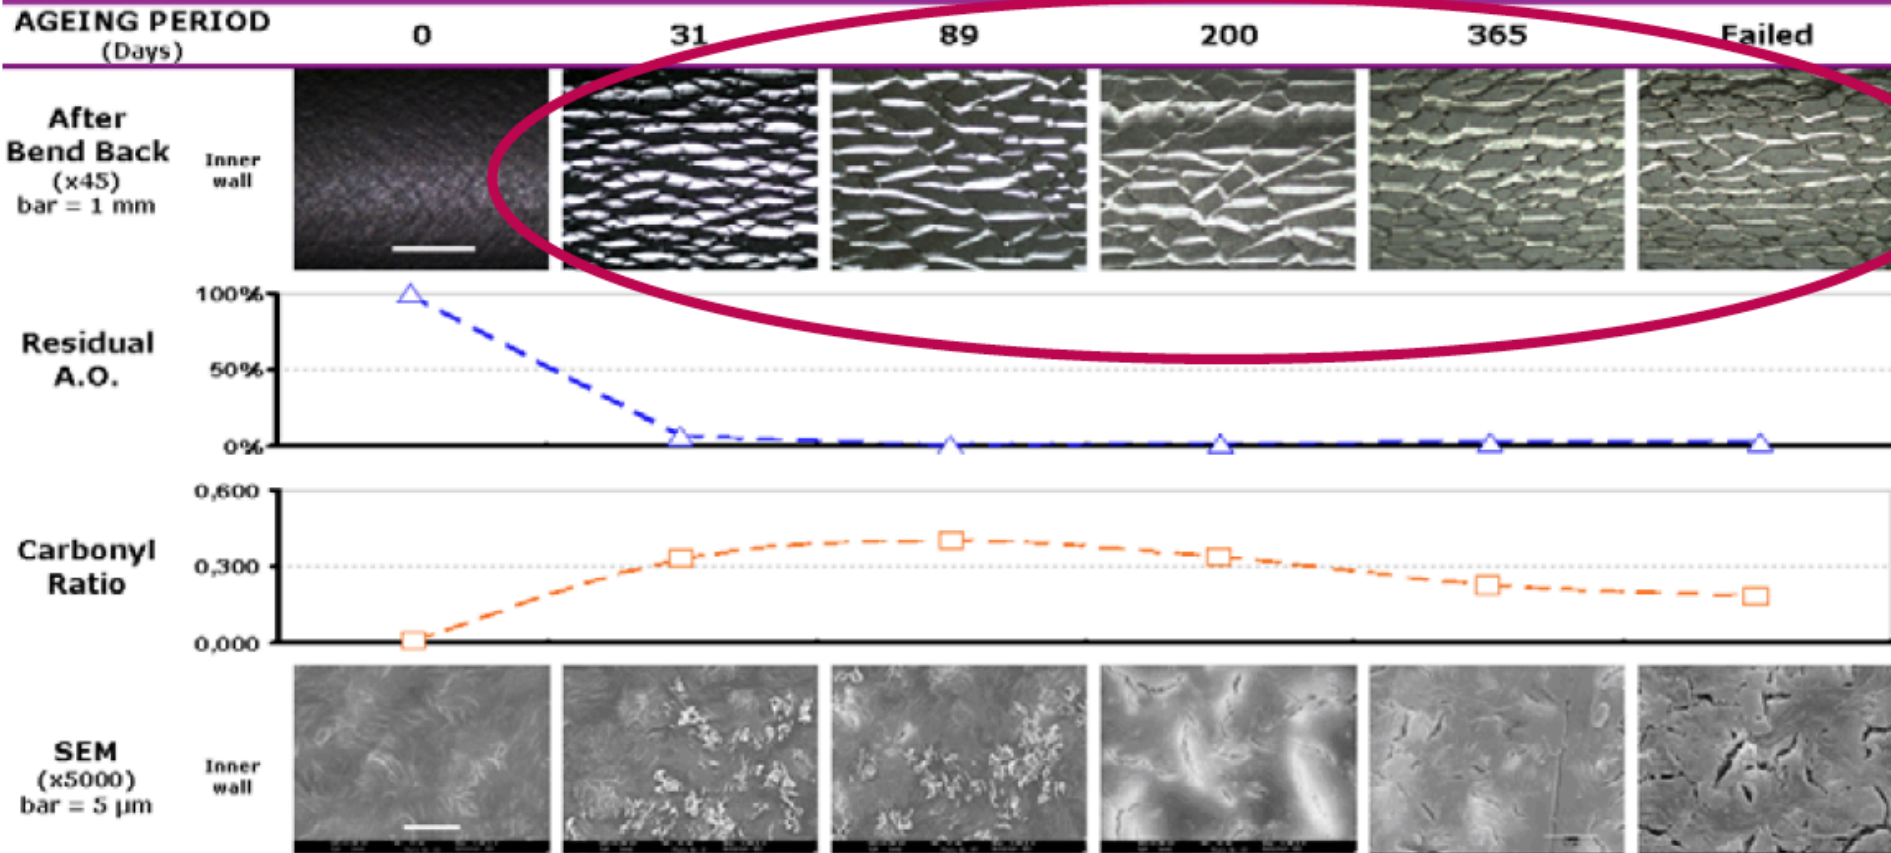 AGEING PERIOD
(Days)
0
31
89
200
365
Failed
After
Bend Back
(x45)
bar = 1 mm
Inner
wall
100%
Residual
A.O.
50%
0%
0,600
Carbonyl
Ratio
0,300
0,000
SEM
(x5000)
bar = 5 µm
Inner
wall